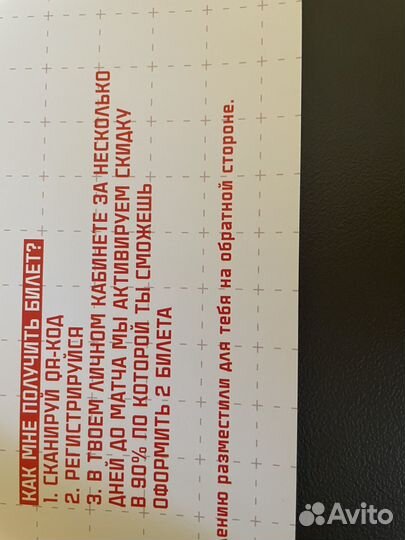 КАК МНЕ ПОЛУЧИТЬ БИЛЕТ?
1. СКАНИРУЙ QR-КОД
2. РЕГИСТРИРУЙСЯ
3. В ТВОЕМ ЛИЧНОМ КАБИНЕТЕ ЗА НЕСКОЛЬКО
ДНЕЙ ДО МАТЧА МЫ АКТИВИРУЕМ СКИДКУ
В 90% ПО КОТОРОЙ ТЫ СМОЖЕШЬ
ОФОРМИТЬ 2 БИЛЕТА
разместили для тебя на обратной стороне.
Avito